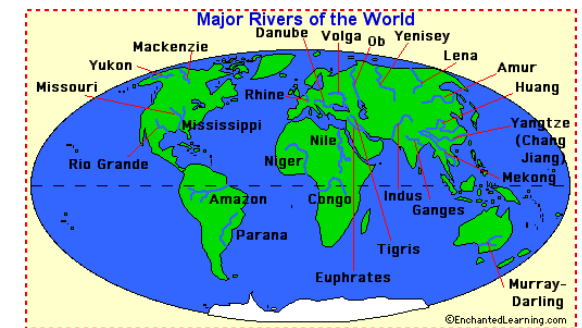 Major Rivers of the World
Danube
Volga
Ob
Yenisey
Mackenzie
Yukon
Lena
Missouri
Amur
Rhine
Huang
Mississippi
Yangtze
(Chang
Jiang)
Nile
Rio Grande
Niger
Mekong
Amazon
Congo
Indus
Ganges
Parana
Tigris
Euphrates
Murray-
Darling
©EnchantedLearning.com